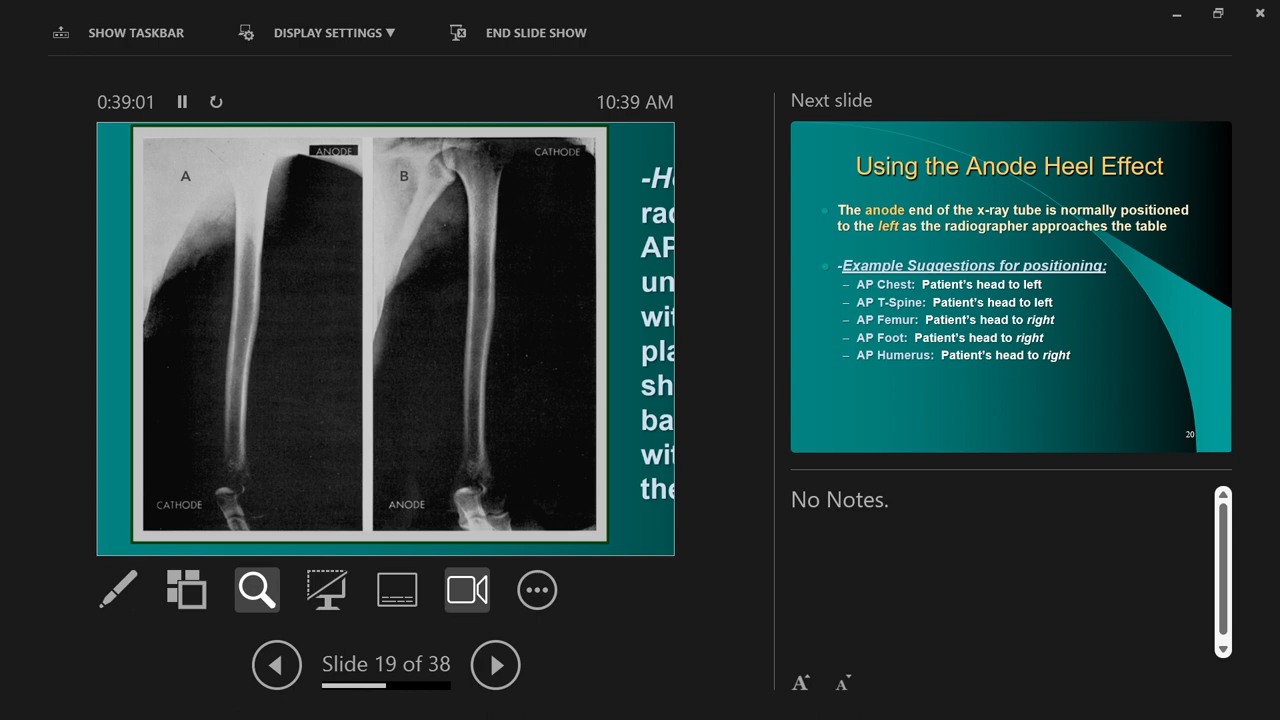 SHOW TASKBAR
DISPLAY SETTINGS ▼
END SLIDE SHOW
0:39:01
10:39 AM
Next slide
ANODE
A
CATHODE
CATHODE
B
ANODE
-H
rad
AP
un
wit
pla
sh
ba
wit
the
Slide 19 of 38
Using the Anode Heel Effect
The anode end of the x-ray tube is normally positioned
to the left as the radiographer approaches the table
-Example Suggestions for positioning:
– AP Chest: Patient's head to left
– AP T-Spine: Patient's head to left
– AP Femur: Patient's head to right
– AP Foot: Patient's head to right
– AP Humerus: Patient's head to right
20
No Notes.
A A